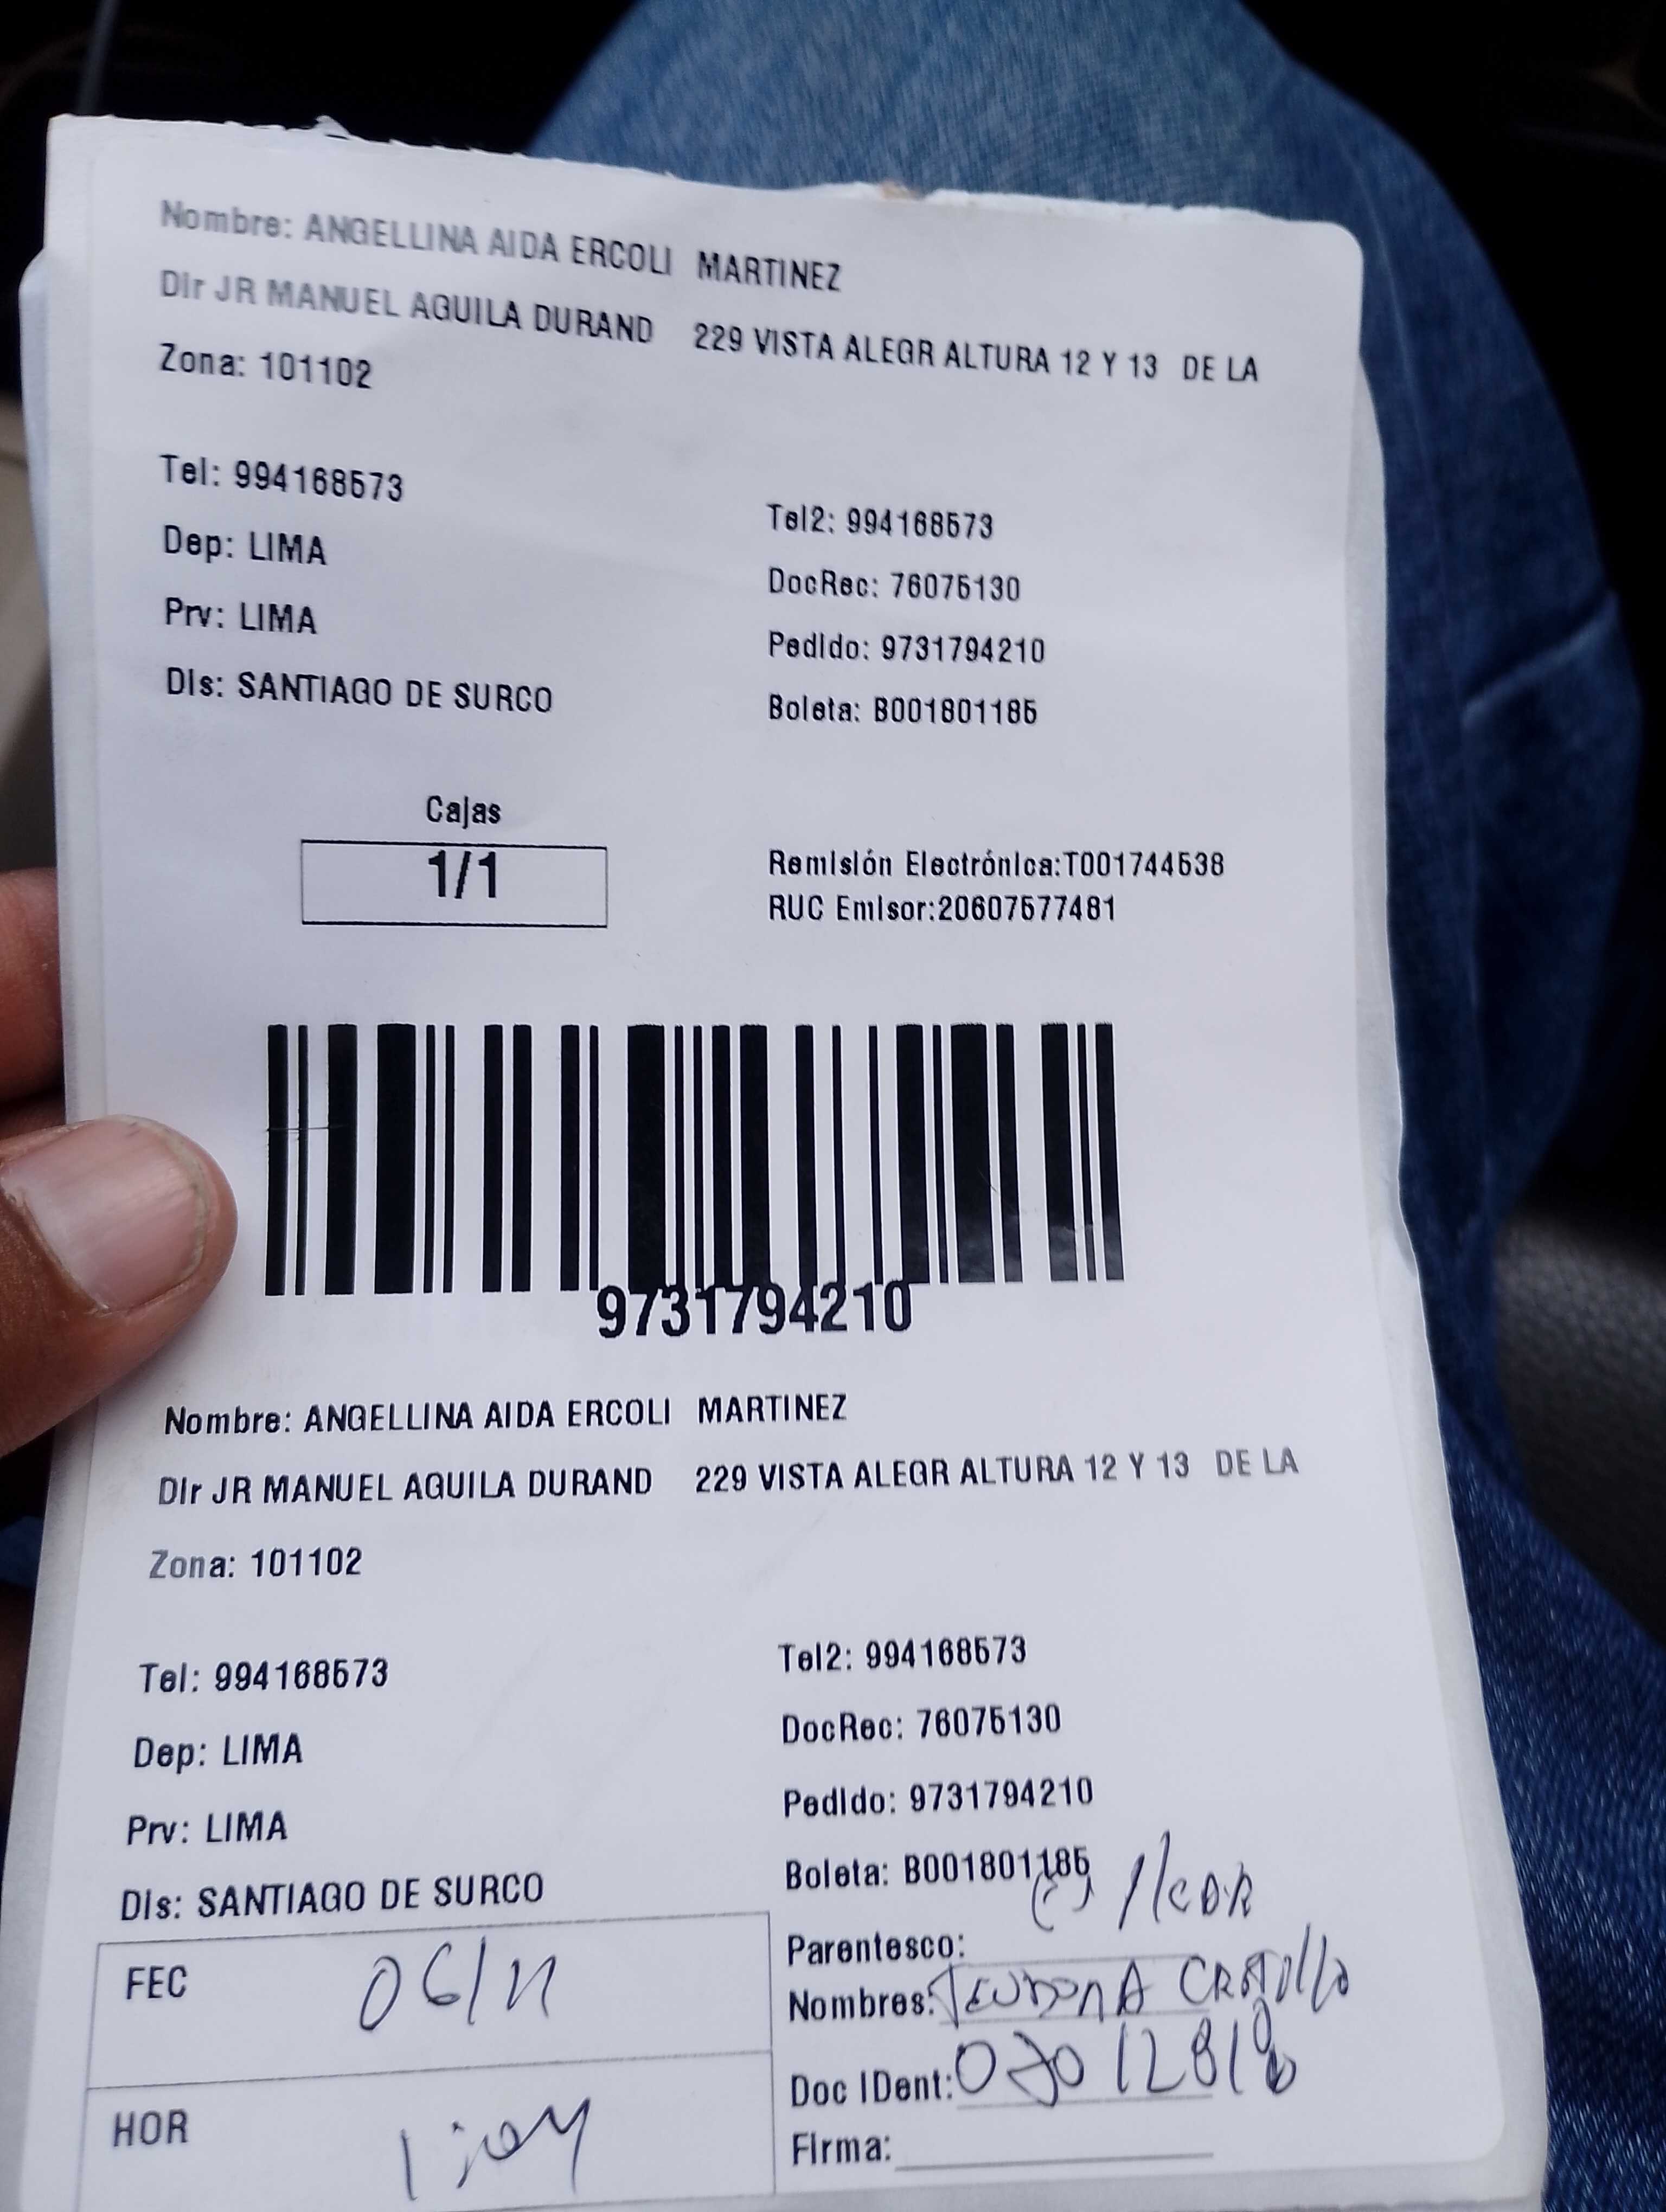 Nombre: ANGELLINA AIDA ERCOLI MARTINEZ
Dir JR MANUEL AGUILA DURAND 229 VISTA ALEGR ALTURA 12 Y 13 DE LA
Zona: 101102
Tel: 994168573
Tel2: 994168573
Dep: LIMA
DocRec: 76075130
Prv: LIMA
Pedido: 9731794210
Dis: SANTIAGO DE SURCO
Boleta: B001801185
Cajas
1/1
Remisión Electrónica:T001744538
RUC Emisor:20607577481
9731794210
Nombre: ANGELLINA AIDA ERCOLI MARTINEZ
Dir JR MANUEL AGUILA DURAND 229 VISTA ALEGR ALTURA 12 Y 13 DE LA
Zona: 101102
Tel: 994168573
Tel2: 994168573
Dep: LIMA
DocRec: 76075130
Prv: LIMA
Pedido: 9731794210
Dis: SANTIAGO DE SURCO
Boleta: B001801185
FEC 06/11
Parentesco:
Nombres:
Doc IDent:
HOR
Firma: